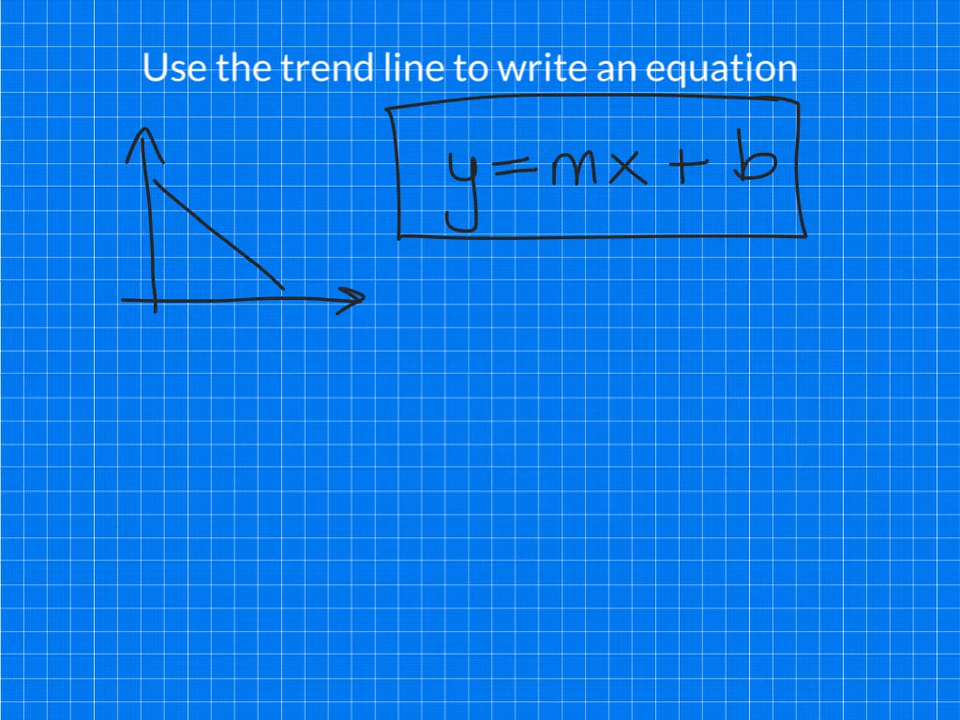 Use the trend line to write an equation
y=mx + b